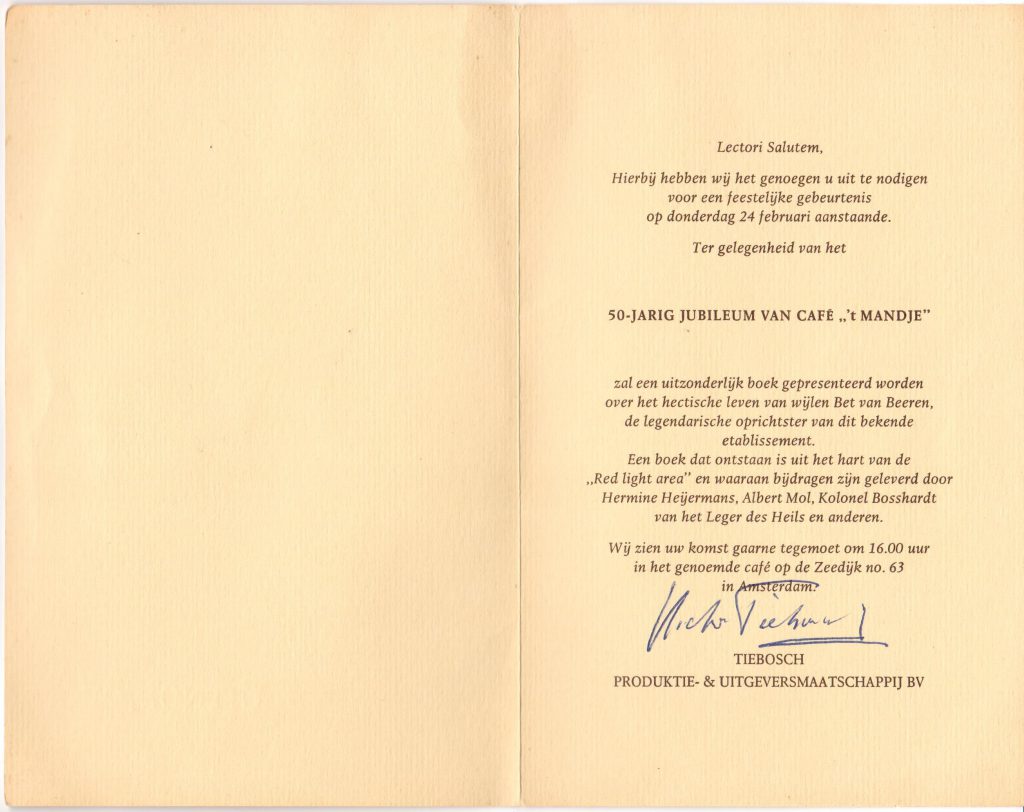 Lectori Salutem,
Hierbij hebben wij het genoegen u uit te nodigen
voor een feestelijke gebeurtenis
op donderdag 24 februari aanstaande.
Ter gelegenheid van het
50-JARIG JUBILEUM VAN CAFÉ „'t MANDJE”
zal een uitzonderlijk boek gepresenteerd worden
over het hectische leven van wijlen Bet van Beeren,
de legendarische oprichtster van dit bekende
etablissement.
Een boek dat ontstaan is uit het hart van de
„Red light area” en waaraan bijdragen zijn geleverd door
Hermine Heijermans, Albert Mol, Kolonel Bosshardt
van het Leger des Heils en anderen.
Wij zien uw komst gaarne tegemoet om 16.00 uur
in het genoemde café op de Zeedijk no. 63
in Amsterdam.
TIEBOSCH
PRODUKTIE- & UITGEVERSMAATSCHAPPIJ BV